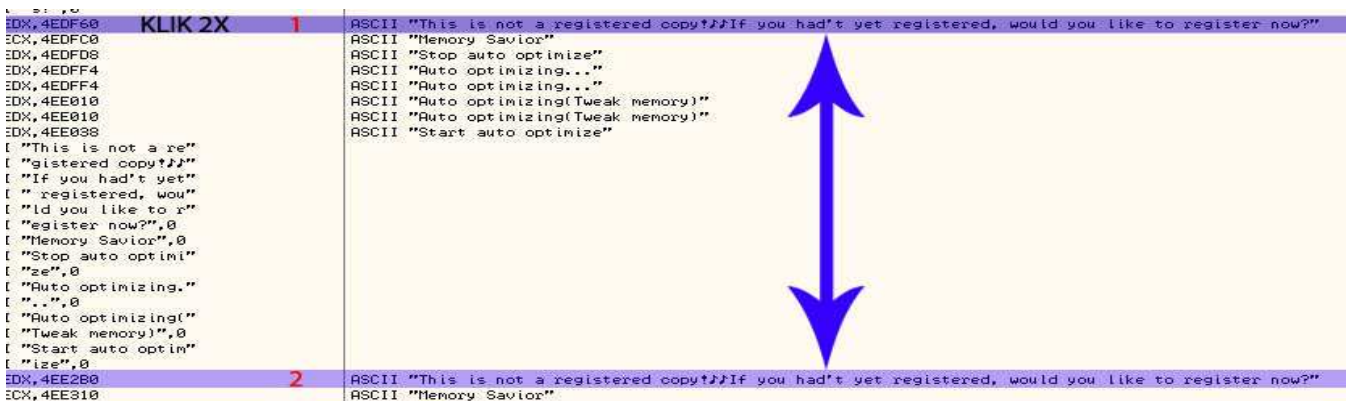 EDX,4EDF60 KLIK 2X 1 ASCII "This is not a registered copy!♪♪If you had't yet registered, would you like to register now?"
ECX,4EDFC0 ASCII "Memory Savior"
EDX,4EDFD8 ASCII "Stop auto optimize"
EDX,4EDFF4 ASCII "Auto optimizing..."
EDX,4EDFF4 ASCII "Auto optimizing..."
EDX,4EE010 ASCII "Auto optimizing(Tweak memory)"
EDX,4EE010 ASCII "Auto optimizing(Tweak memory)"
EDX,4EE038 ASCII "Start auto optimize"
I "This is not a re"
I "gistered copy!♪♪"
I "If you had't yet"
I " registered, wou"
I "ld you like to r"
I "egister now?",0
I "Memory Savior",0
I "Stop auto optimi"
I "ze",0
I "Auto optimizing."
I "..",0
I "Auto optimizing("
I "Tweak memory)",0
I "Start auto optim"
I "ize",0
EDX,4EE2B0 2 ASCII "This is not a registered copy!♪♪If you had't yet registered, would you like to register now?"
ECX,4EE310 ASCII "Memory Savior"